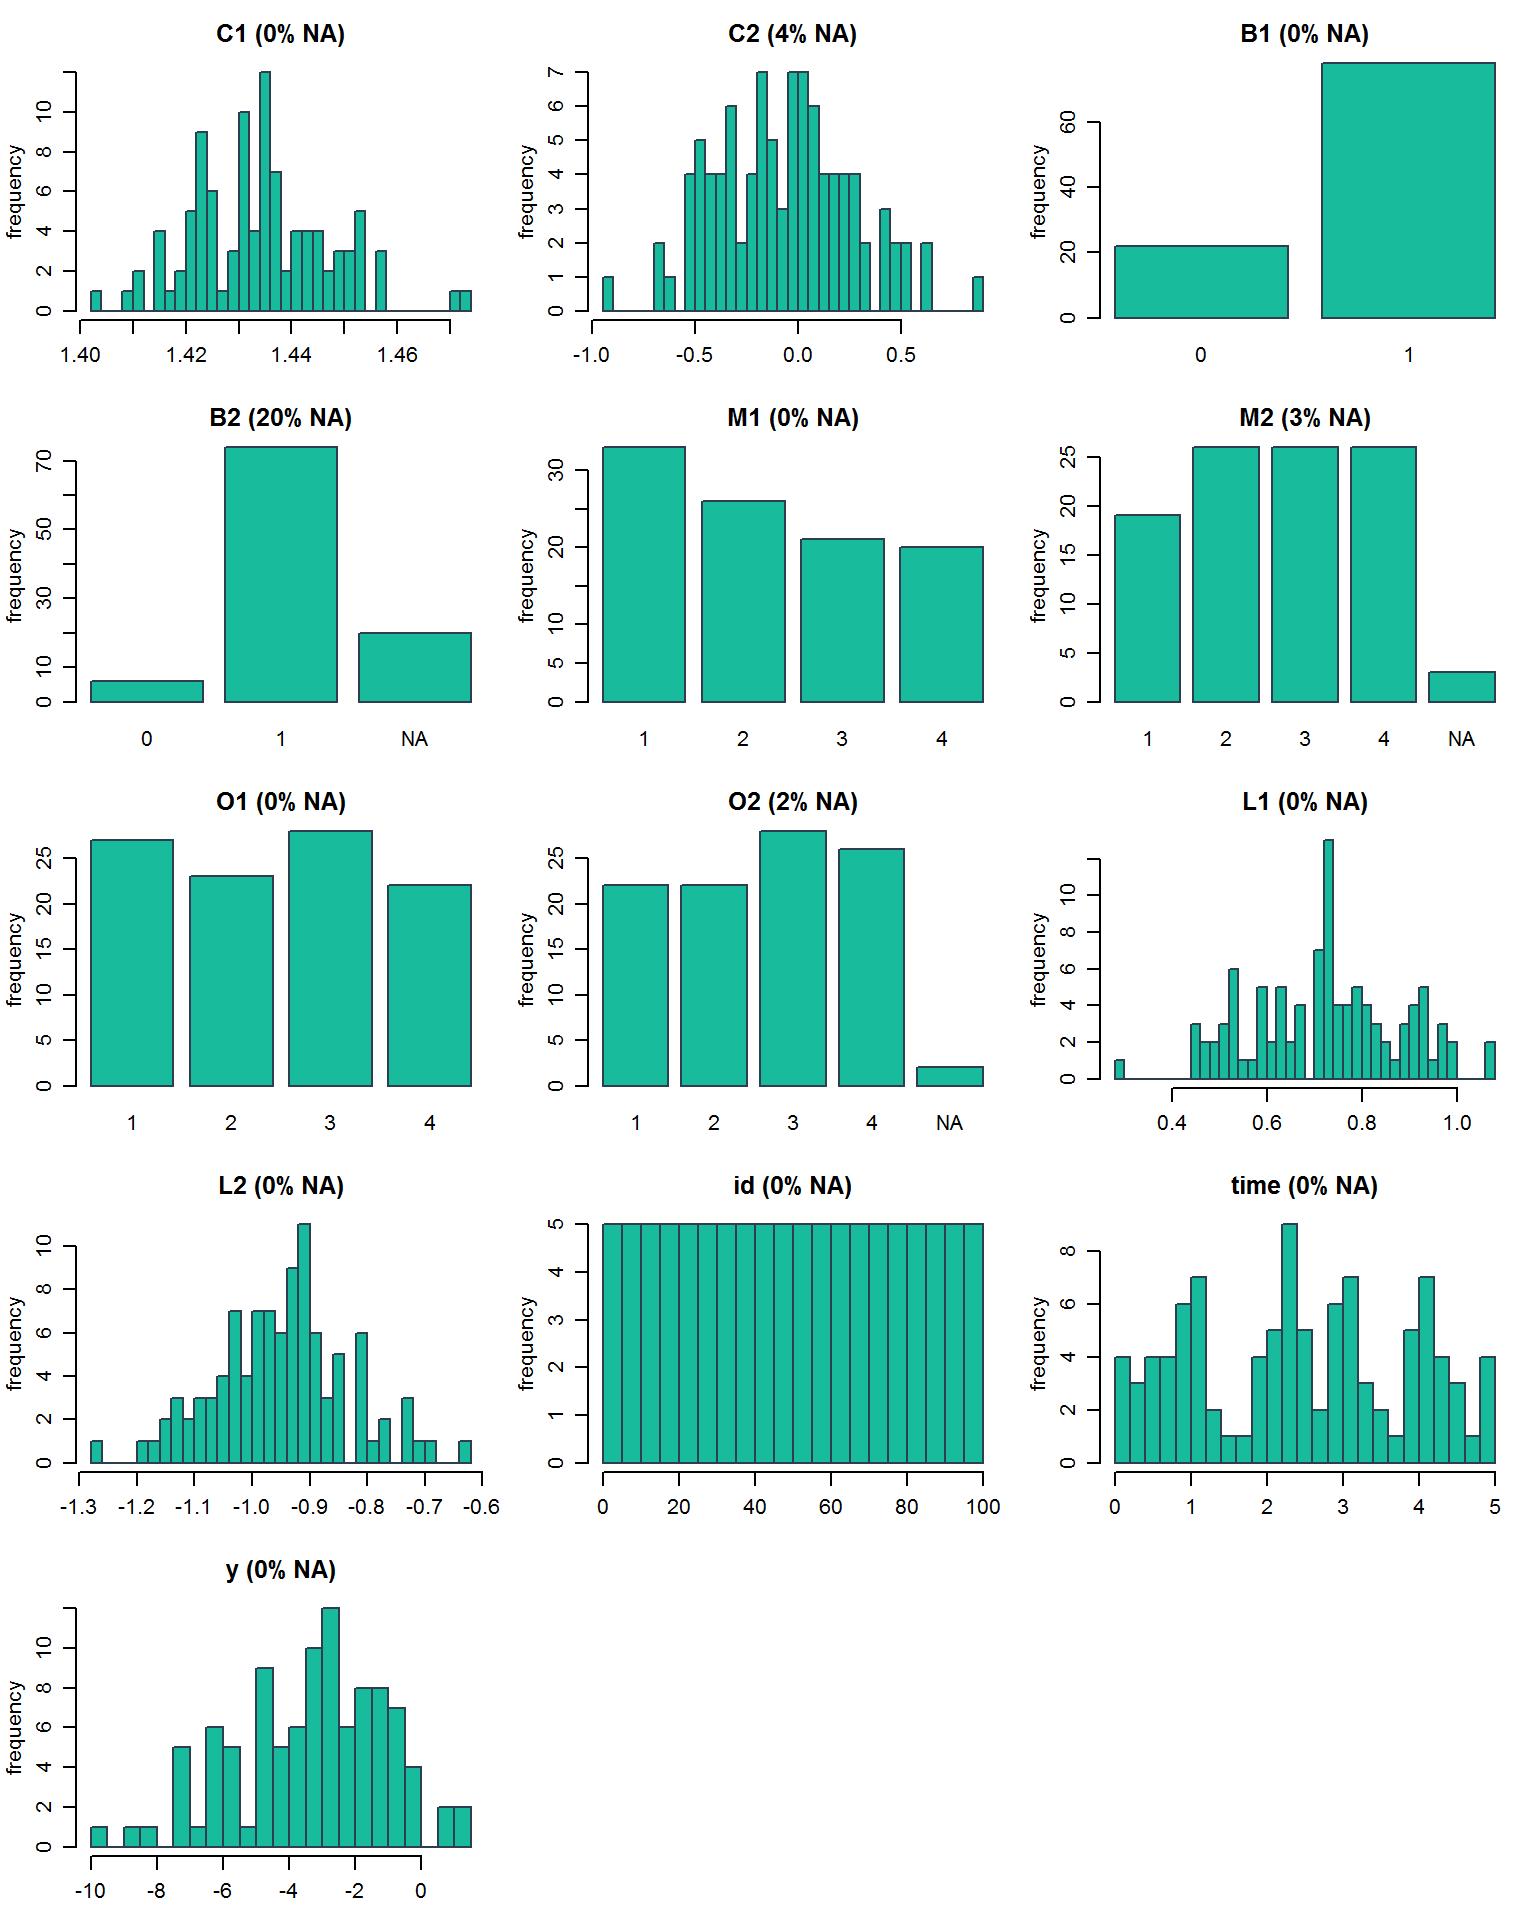 C1 (0% NA)
frequency
0 2 4 6 8 10
1.40 1.42 1.44 1.46
C2 (4% NA)
frequency
0 1 2 3 4 5 6 7
-1.0 -0.5 0.0 0.5
B1 (0% NA)
frequency
0 20 40 60
0 1
B2 (20% NA)
frequency
0 10 30 50 70
0 1 NA
M1 (0% NA)
frequency
0 5 10 20 30
1 2 3 4
M2 (3% NA)
frequency
0 5 10 15 20 25
1 2 3 4 NA
O1 (0% NA)
frequency
0 5 10 15 20 25
1 2 3 4
O2 (2% NA)
frequency
0 5 10 15 20 25
1 2 3 4 NA
L1 (0% NA)
frequency
0 2 4 6 8 10
0.4 0.6 0.8 1.0
L2 (0% NA)
frequency
0 2 4 6 8 10
-1.3 -1.2 -1.1 -1.0 -0.9 -0.8 -0.7 -0.6
id (0% NA)
frequency
0 1 2 3 4 5
0 20 40 60 80 100
time (0% NA)
frequency
0 2 4 6 8
0 1 2 3 4 5
y (0% NA)
frequency
0 2 4 6 8 10
-10 -8 -6 -4 -2 0